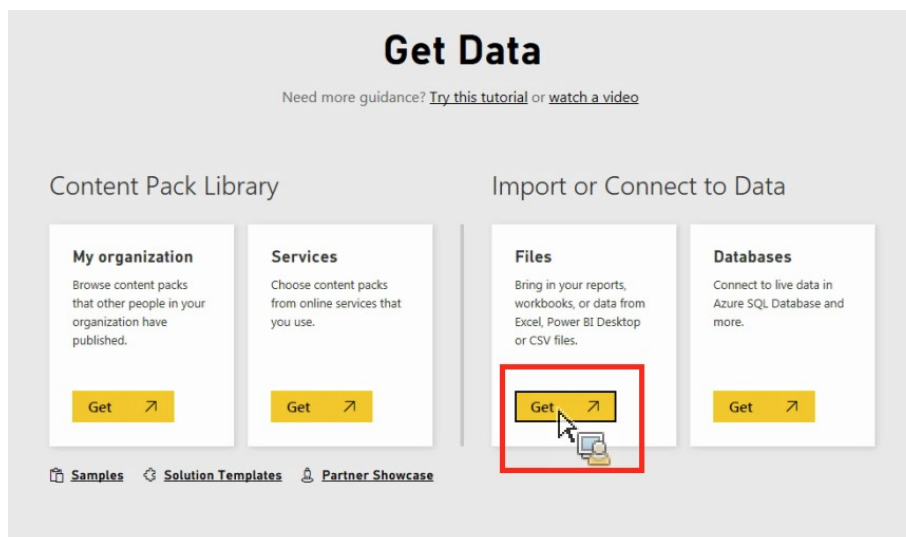 Get Data
Need more guidance? Try this tutorial or watch a video
Content Pack Library
My organization
Browse content packs
that other people in your
organization have
published.
Get
Services
Choose content packs
from online services that
you use.
Get
Samples
Solution Templates
Partner Showcase
Import or Connect to Data
Files
Bring in your reports,
workbooks, or data from
Excel, Power BI Desktop
or CSV files.
Get
Databases
Connect to live data in
Azure SQL Database and
more.
Get